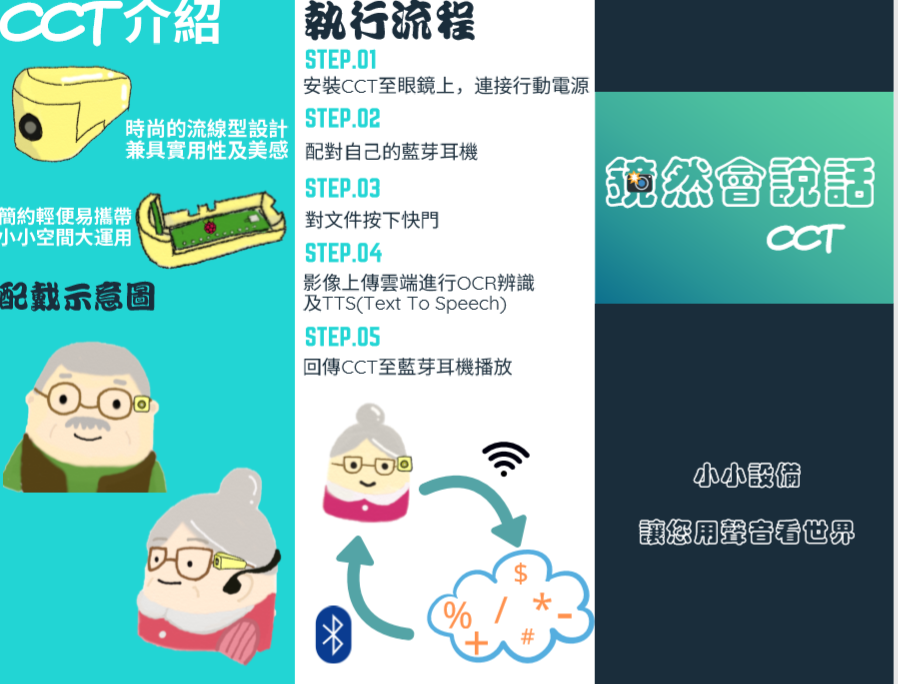 CCT介紹
時尚的流線型設計
兼具實用性及美感
簡約輕便易攜帶
小小空間大運用
配戴示意圖
執行流程
STEP.01
安裝CCT至眼鏡上，連接行動電源
STEP.02
配對自己的藍芽耳機
STEP.03
對文件按下快門
STEP.04
影像上傳雲端進行OCR辨識
及TTS(Text To Speech)
STEP.05
回傳CCT至藍芽耳機播放
$
% / * -
+ #
鏡然會說話
CCT
小小設備
讓您用聲音看世界